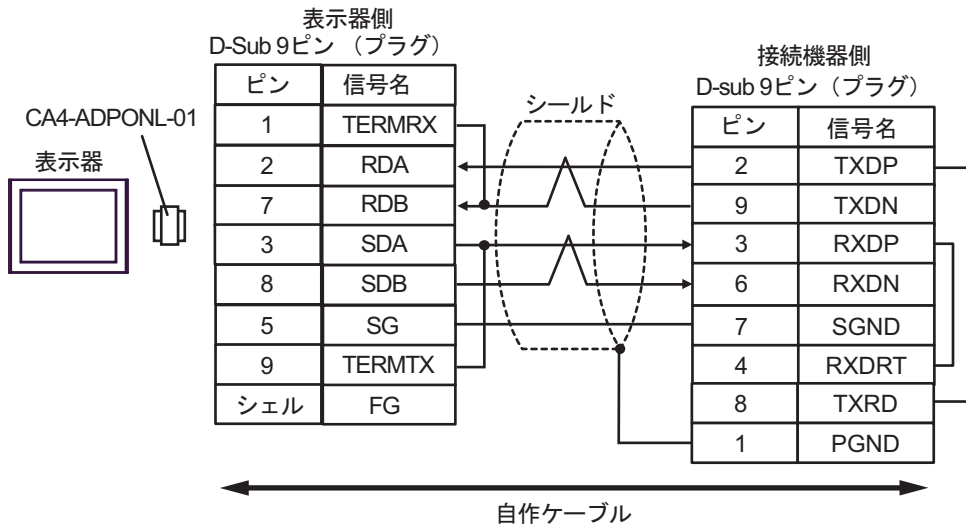 表示器側
D-Sub 9ピン （プラグ）
ピン 信号名
1 TERMRX
2 RDA
7 RDB
3 SDA
8 SDB
5 SG
9 TERMTX
シェル FG
CA4-ADPONL-01
表示器
シールド
接続機器側
D-sub 9ピン（プラグ）
ピン 信号名
2 TXDP
9 TXDN
3 RXDP
6 RXDN
7 SGND
4 RXDRT
8 TXRD
1 PGND
自作ケーブル